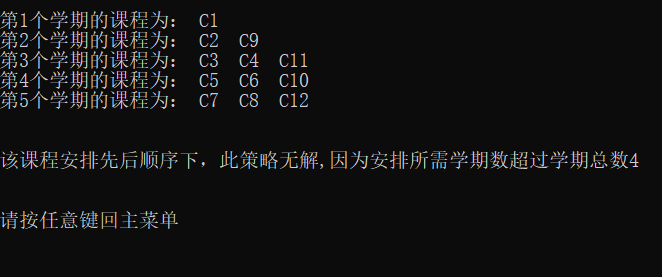 第1个学期的课程为： C1
第2个学期的课程为： C2 C9
第3个学期的课程为： C3 C4 C11
第4个学期的课程为： C5 C6 C10
第5个学期的课程为： C7 C8 C12
该课程安排先后顺序下，此策略无解,因为安排所需学期数超过学期总数4
请按任意键回主菜单